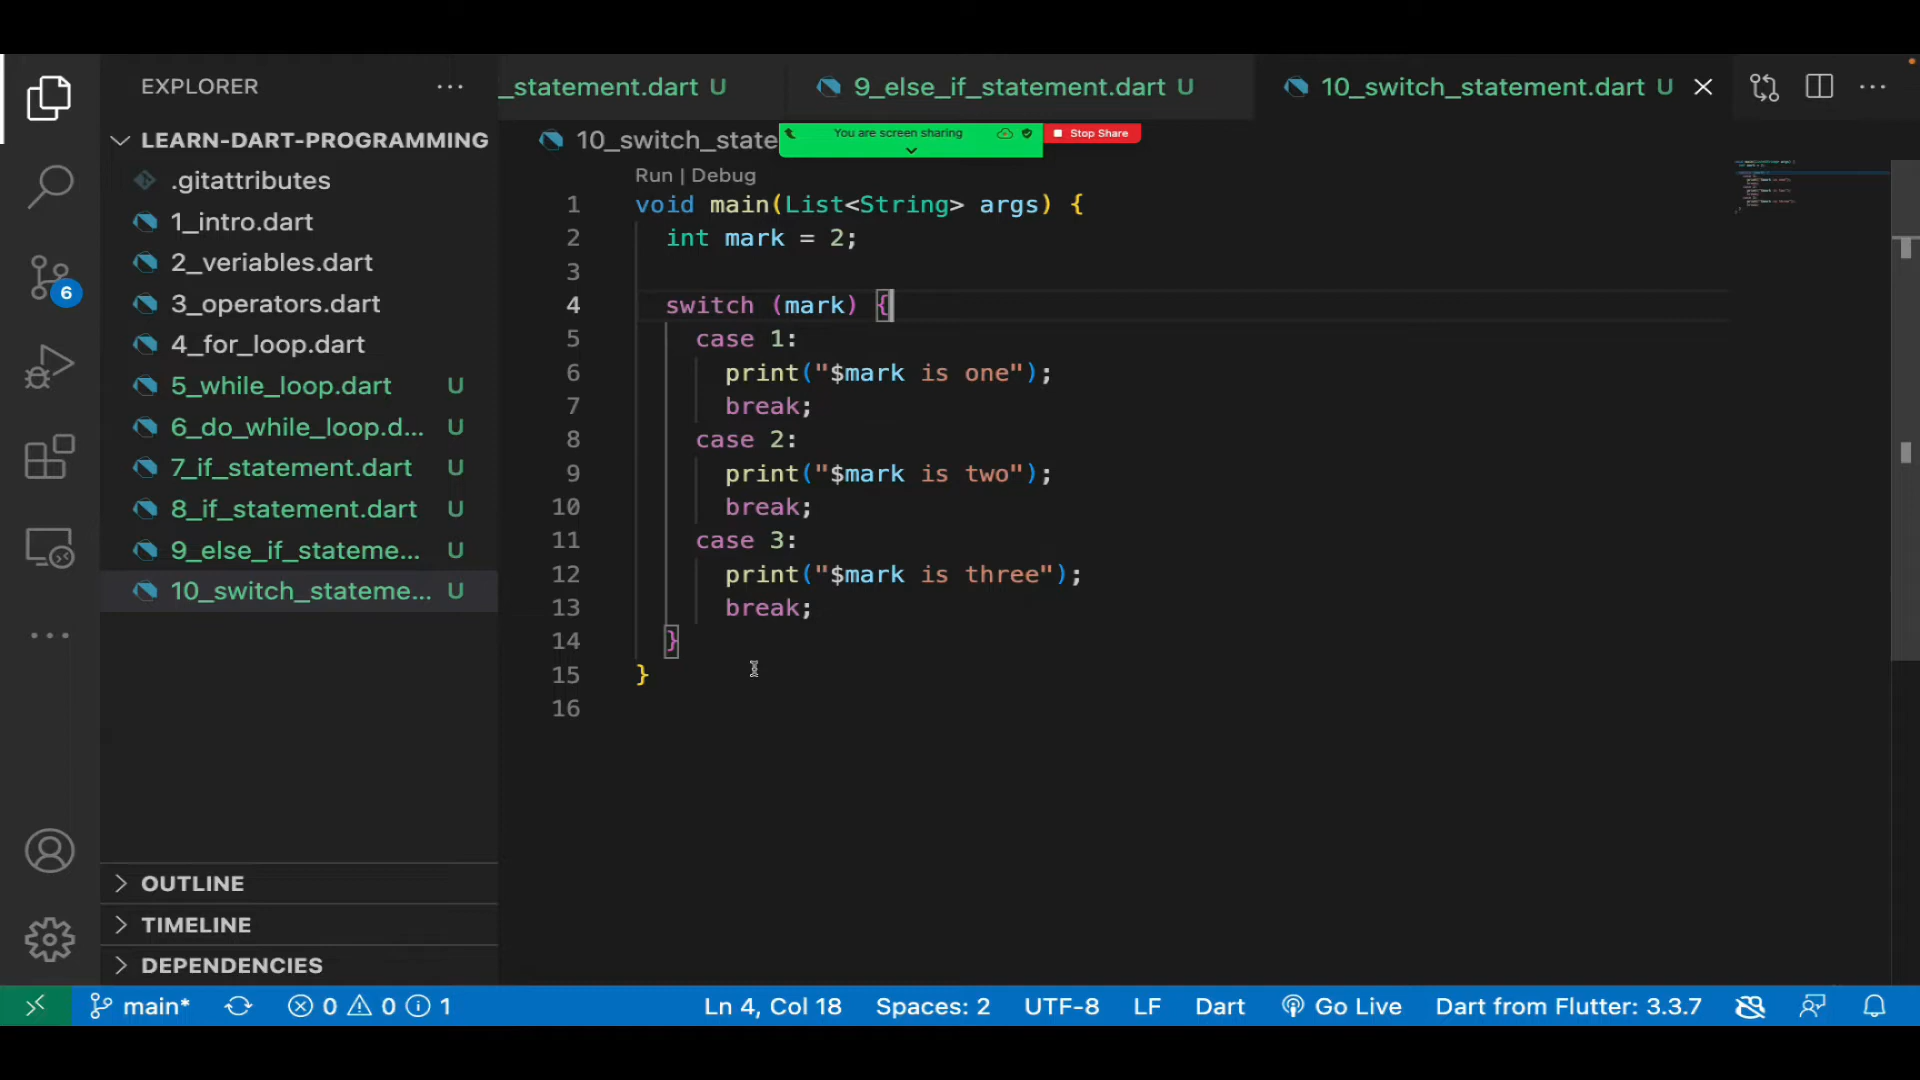 EXPLORER
LEARN-DART-PROGRAMMING
.gitattributes
1_intro.dart
2_veriables.dart
3_operators.dart
4_for_loop.dart
5_while_loop.dart U
6_do_while_loop.d... U
7_if_statement.dart U
8_if_statement.dart U
9_else_if_stateme... U
10_switch_stateme... U
6
OUTLINE
TIMELINE
DEPENDENCIES
_statement.dart U
9_else_if_statement.dart U
10_switch_statement.dart U
10_switch_state
You are screen sharing
Stop Share
Run | Debug
1 void main(List<String> args) {
2 int mark = 2;
3
4 switch (mark) {
5 case 1:
6 print("$mark is one");
7 break;
8 case 2:
9 print("$mark is two");
10 break;
11 case 3:
12 print("$mark is three");
13 break;
14 }
15 }
16
main* 0 0 1 Ln 4, Col 18 Spaces: 2 UTF-8 LF Dart Go Live Dart from Flutter: 3.3.7